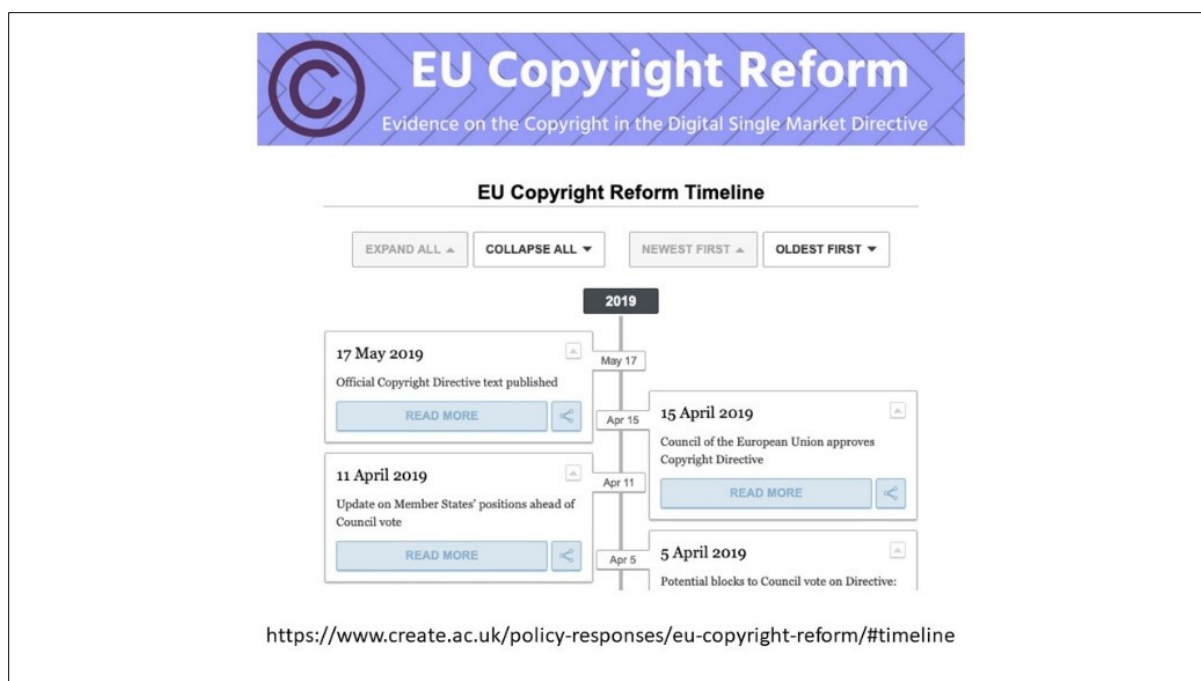 ©
EU Copyright Reform
Evidence on the Copyright in the Digital Single Market Directive
EU Copyright Reform Timeline
EXPAND ALL ▲ COLLAPSE ALL ▼ NEWEST FIRST ▲ OLDEST FIRST ▼
2019
17 May 2019
May 17
Official Copyright Directive text published
READ MORE
Apr 15
15 April 2019
Council of the European Union approves
Copyright Directive
READ MORE
11 April 2019
Apr 11
Update on Member States' positions ahead of
Council vote
READ MORE
Apr 5
5 April 2019
Potential blocks to Council vote on Directive:
https://www.create.ac.uk/policy-responses/eu-copyright-reform/#timeline